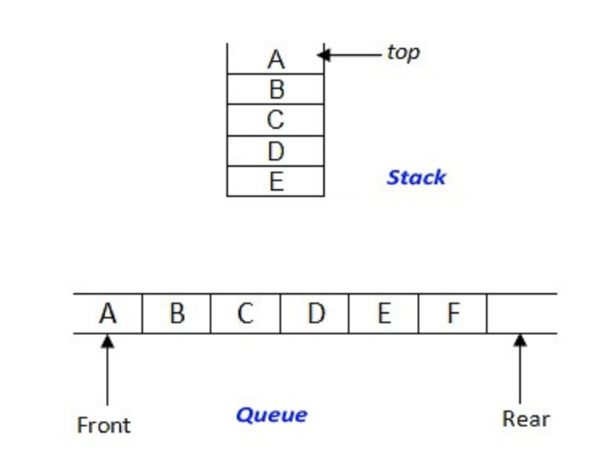 A
top
B
C
D
E
Stack
A B C D E F
Front
Queue
Rear